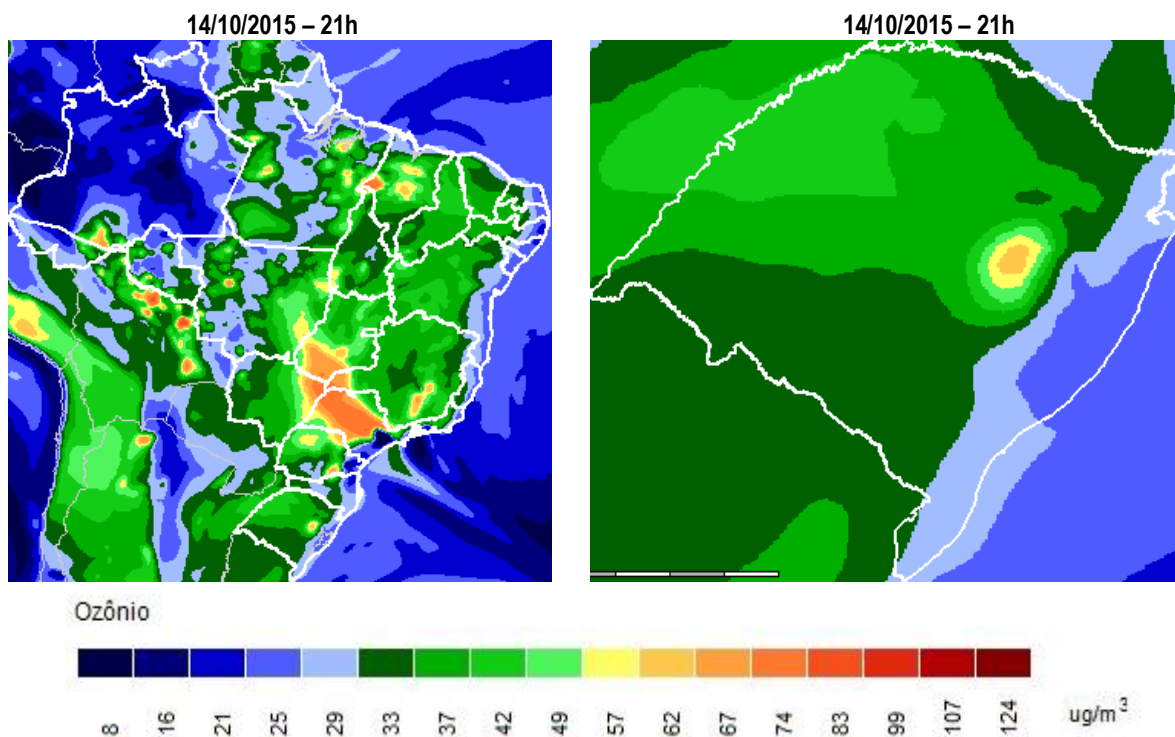 14/10/2015 – 21h
14/10/2015 – 21h
Ozônio
8 16 21 25 29 33 37 42 49 57 62 67 74 83 99 107 124 ug/m³